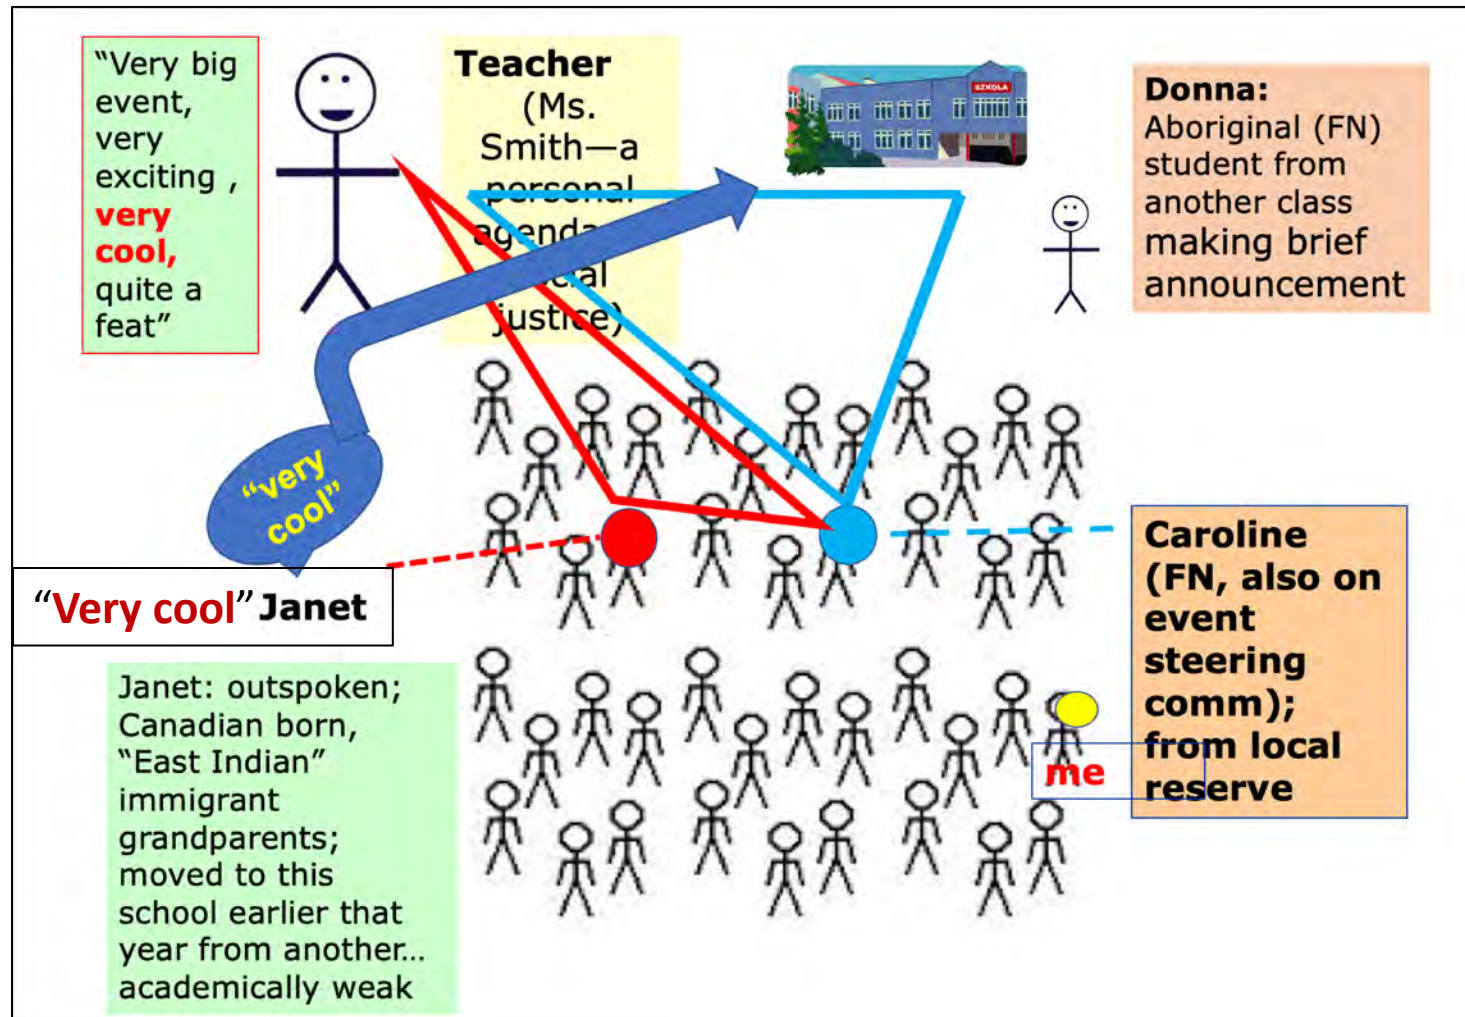 “Very big
event,
very
exciting ,
very
cool,
quite a
feat”
Teacher
(Ms.
Smith—a
personal
agenda
social
justice)
SZKOŁA
Donna:
Aboriginal (FN)
student from
another class
making brief
announcement
“very
cool”
“Very cool” Janet
Janet: outspoken;
Canadian born,
“East Indian”
immigrant
grandparents;
moved to this
school earlier that
year from another…
academically weak
Caroline
(FN, also on
event
steering
comm);
from local
reserve
me